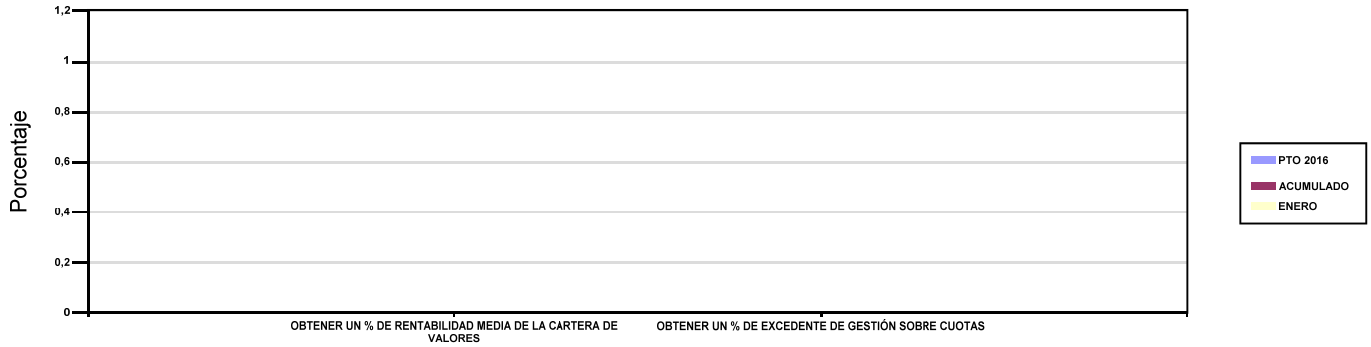 1,2
1
0,8
0,6
0,4
0,2
0
Porcentaje
OBTENER UN % DE RENTABILIDAD MEDIA DE LA CARTERA DE
VALORES
OBTENER UN % DE EXCEDENTE DE GESTIÓN SOBRE CUOTAS
PTO 2016
ACUMULADO
ENERO